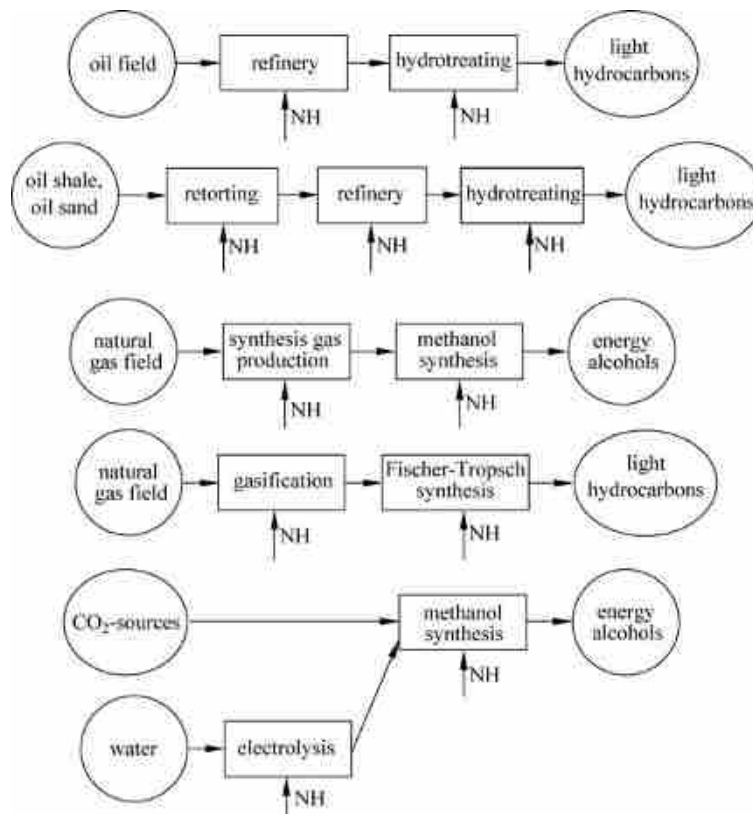 oil field
refinery
hydrotreating
light
hydrocarbons
NH
NH
oil shale,
oil sand
retorting
refinery
hydrotreating
light
hydrocarbons
NH
NH
NH
natural
gas field
synthesis gas
production
methanol
synthesis
energy
alcohols
NH
NH
natural
gas field
gasification
Fischer-Tropsch
synthesis
light
hydrocarbons
NH
NH
CO₂-sources
methanol
synthesis
energy
alcohols
NH
water
electrolysis
NH